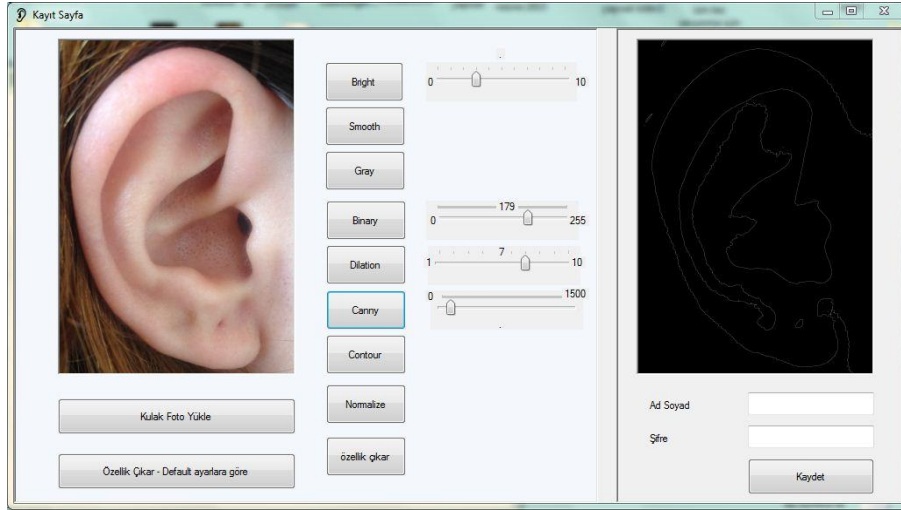 Kayıt Sayfa
Bright
0
10
Smooth
Gray
Binary
0
179
255
Dilation
1
7
10
Canny
0
1500
Contour
Normalize
özellik çıkar
Kulak Foto Yükle
Özellik Çıkar - Default ayarlara göre
Ad Soyad
Şifre
Kaydet